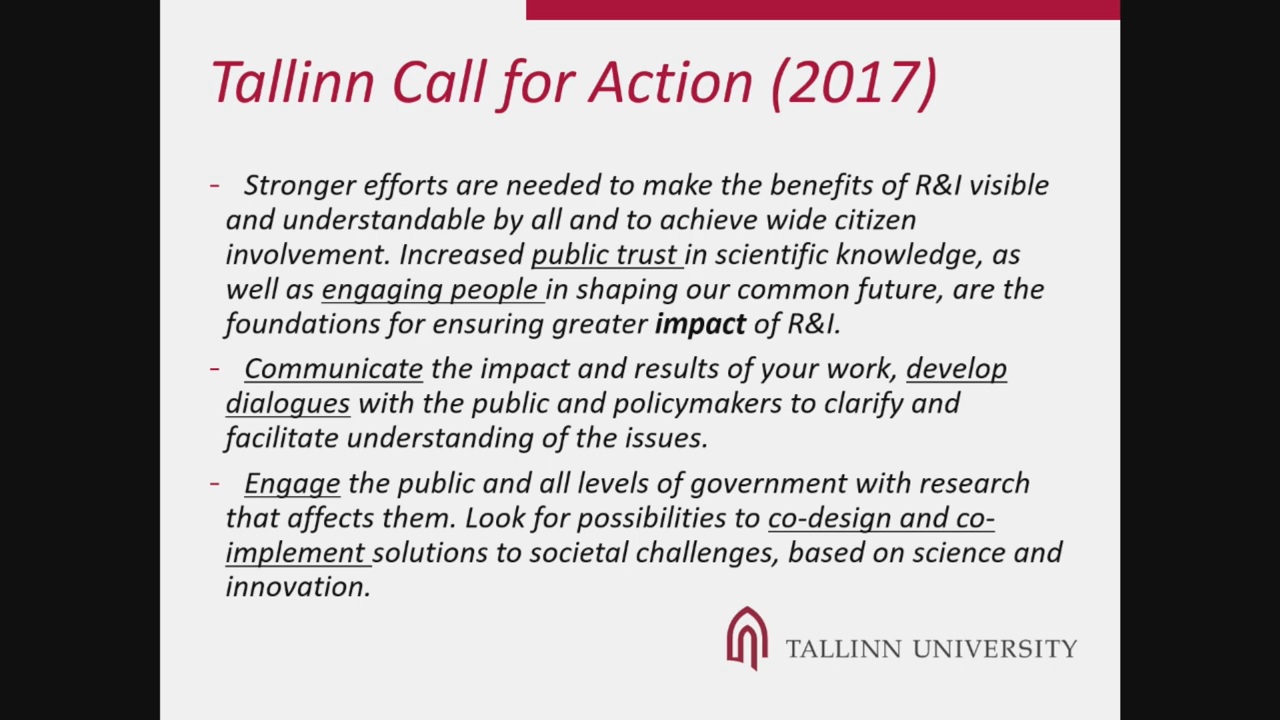 Tallinn Call for Action (2017)
- Stronger efforts are needed to make the benefits of R&I visible
and understandable by all and to achieve wide citizen
involvement. Increased public trust in scientific knowledge, as
well as engaging people in shaping our common future, are the
foundations for ensuring greater impact of R&I.
- Communicate the impact and results of your work, develop
dialogues with the public and policymakers to clarify and
facilitate understanding of the issues.
- Engage the public and all levels of government with research
that affects them. Look for possibilities to co-design and co-
implement solutions to societal challenges, based on science and
innovation.
TALLINN UNIVERSITY